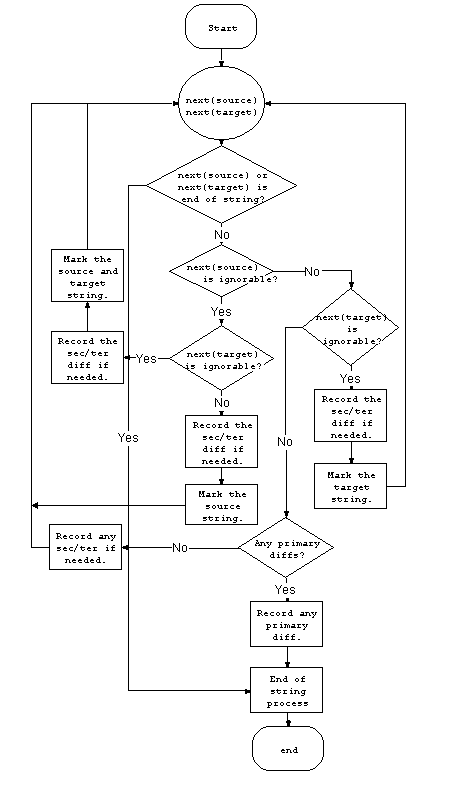 Start
next(source)
next(target)
next(source) or
next(target) is
end of string?
No
next(source)
is ignorable?
No
Yes
Mark the
source and
target
string.
next(target)
is
ignorable?
Record the
sec/ter
diff if
needed.
Yes
next(target)
is ignorable?
Yes
No
Record the
sec/ter
diff if
needed.
Record the
sec/ter
diff if
needed.
Yes
No
Mark the
target
string.
Mark the
source
string.
Record any
sec/ter if
needed.
No
Any primary
diffs?
Yes
Record any
primary
diff.
End of
string
process
end